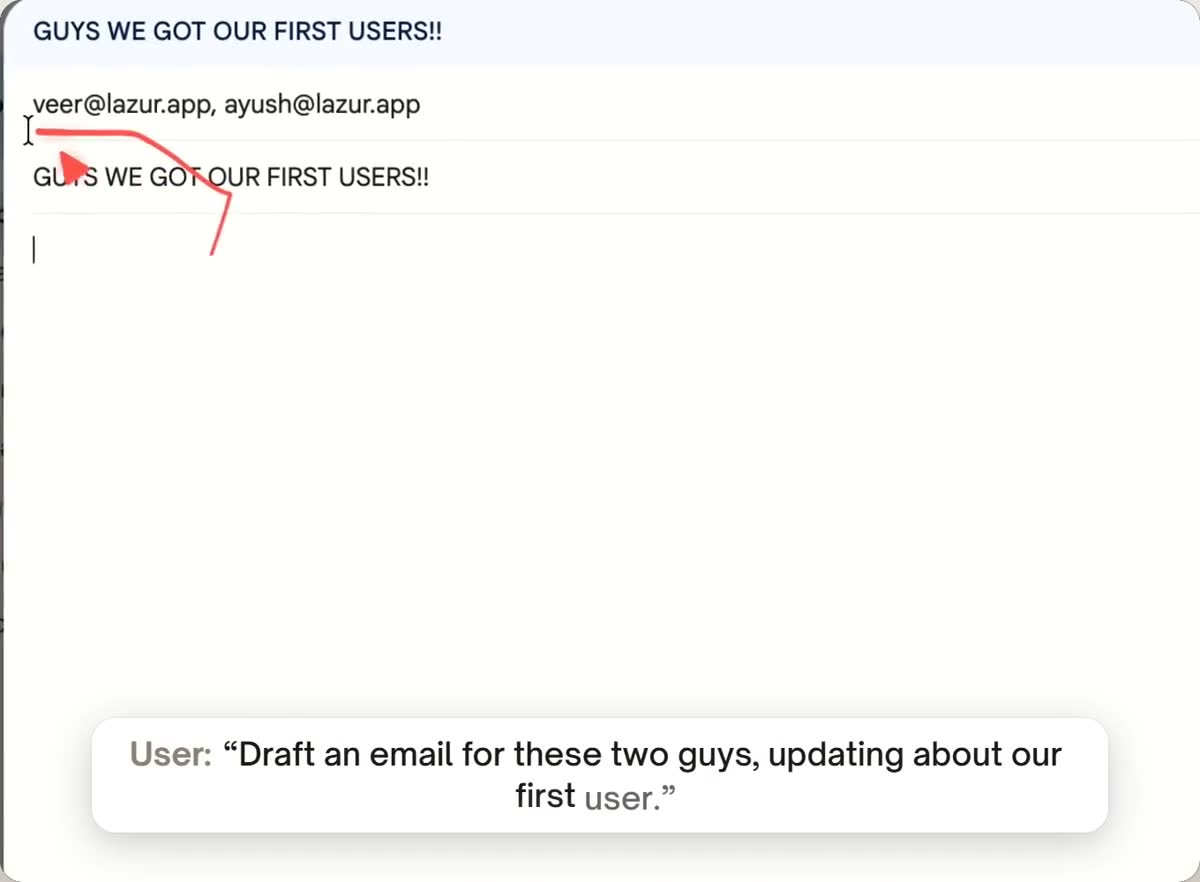 GUYS WE GOT OUR FIRST USERS!!
veer@lazur.app, ayush@lazur.app
GUYS WE GOT OUR FIRST USERS!!
User: “Draft an email for these two guys, updating about our
first user.”